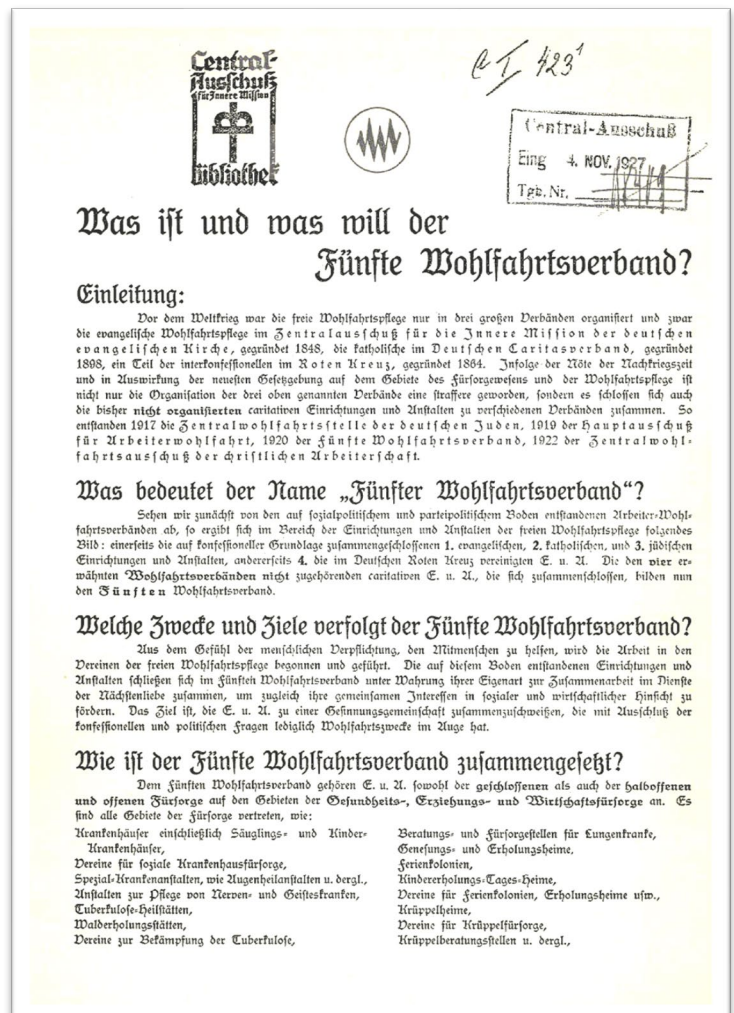 Central-
Ausschuß
für Innere Mission
Bibliothek
C I 423¹
Central-Ausschuß
Eing 4. NOV. 1927
Tgb. Nr.
Was ist und was will der
Fünfte Wohlfahrtsverband?
Einleitung:
Vor dem Weltkrieg war die freie Wohlfahrtspflege nur in drei großen Verbänden organisiert und zwar
die evangelische Wohlfahrtspflege im Zentralausschuß für die Innere Mission der deutschen
evangelischen Kirche, gegründet 1848, die katholische im Deutschen Caritasverband, gegründet
1898, ein Teil der interkonfessionellen im Roten Kreuz, gegründet 1864. Infolge der Nöte der Nachkriegszeit
und in Auswirkung der neuesten Gesetzgebung auf dem Gebiete des Fürsorgewesens und der Wohlfahrtspflege ist
nicht nur die Organisation der drei oben genannten Verbände eine straffere geworden, sondern es schlossen sich auch
die bisher nicht organisierten caritativen Einrichtungen und Anstalten zu verschiedenen Verbänden zusammen. So
entstanden 1917 die Zentralwohlfahrtsstelle der deutschen Juden, 1919 der Hauptausschuß
für Arbeiterwohlfahrt, 1920 der Fünfte Wohlfahrtsverband, 1922 der Zentralwohl-
fahrtsausschuß der christlichen Arbeiterschaft.
Was bedeutet der Name „Fünfter Wohlfahrtsverband“?
Sehen wir zunächst von den auf sozialpolitischem und parteipolitischem Boden entstandenen Arbeiter-Wohl-
fahrtsverbänden ab, so ergibt sich im Bereich der Einrichtungen und Anstalten der freien Wohlfahrtspflege folgendes
Bild: einerseits die auf konfessioneller Grundlage zusammengeschlossenen 1. evangelischen, 2. katholischen, und 3. jüdischen
Einrichtungen und Anstalten, andererseits 4. die im Deutschen Roten Kreuz vereinigten E. u. A. Die den vier er-
wähnten Wohlfahrtsverbänden nicht zugehörenden caritativen E. u. A., die sich zusammenschlossen, bilden nun
den Fünften Wohlfahrtsverband.
Welche Zwecke und Ziele verfolgt der Fünfte Wohlfahrtsverband?
Aus dem Gefühl der menschlichen Verpflichtung, den Mitmenschen zu helfen, wird die Arbeit in den
Vereinen der freien Wohlfahrtspflege begonnen und geführt. Die auf diesem Boden entstandenen Einrichtungen und
Anstalten schließen sich im Fünften Wohlfahrtsverband unter Wahrung ihrer Eigenart zur Zusammenarbeit im Dienste
der Nächstenliebe zusammen, um zugleich ihre gemeinsamen Interessen in sozialer und wirtschaftlicher Hinsicht zu
fördern. Das Ziel ist, die E. u. A. zu einer Gesinnungsgemeinschaft zusammenzuschweißen, die mit Ausschluß der
konfessionellen und politischen Fragen lediglich Wohlfahrtszwecke im Auge hat.
Wie ist der Fünfte Wohlfahrtsverband zusammengesetzt?
Dem Fünften Wohlfahrtsverband gehören E. u. A. sowohl der geschlossenen als auch der halboffenen
und offenen Fürsorge auf den Gebieten der Gesundheits-, Erziehungs- und Wirtschaftsfürsorge an. Es
sind alle Gebiete der Fürsorge vertreten, wie:
Krankenhäuser einschließlich Säuglings- und Kinder-
Krankenhäuser,
Vereine für soziale Krankenhausfürsorge,
Spezial-Krankenanstalten, wie Augenheilanstalten u. dergl.,
Anstalten zur Pflege von Nerven- und Geisteskranken,
Tuberkulose-Heilstätten,
Walderholungsstätten,
Vereine zur Bekämpfung der Tuberkulose,
Beratungs- und Fürsorgestellen für Lungenkranke,
Genesungs- und Erholungsheime,
Ferienkolonien,
Kindererholungs-Tages-Heime,
Vereine für Ferienkolonien, Erholungsheime usw.,
Krüppelheime,
Vereine für Krüppelfürsorge,
Krüppelberatungsstellen u. dergl.,